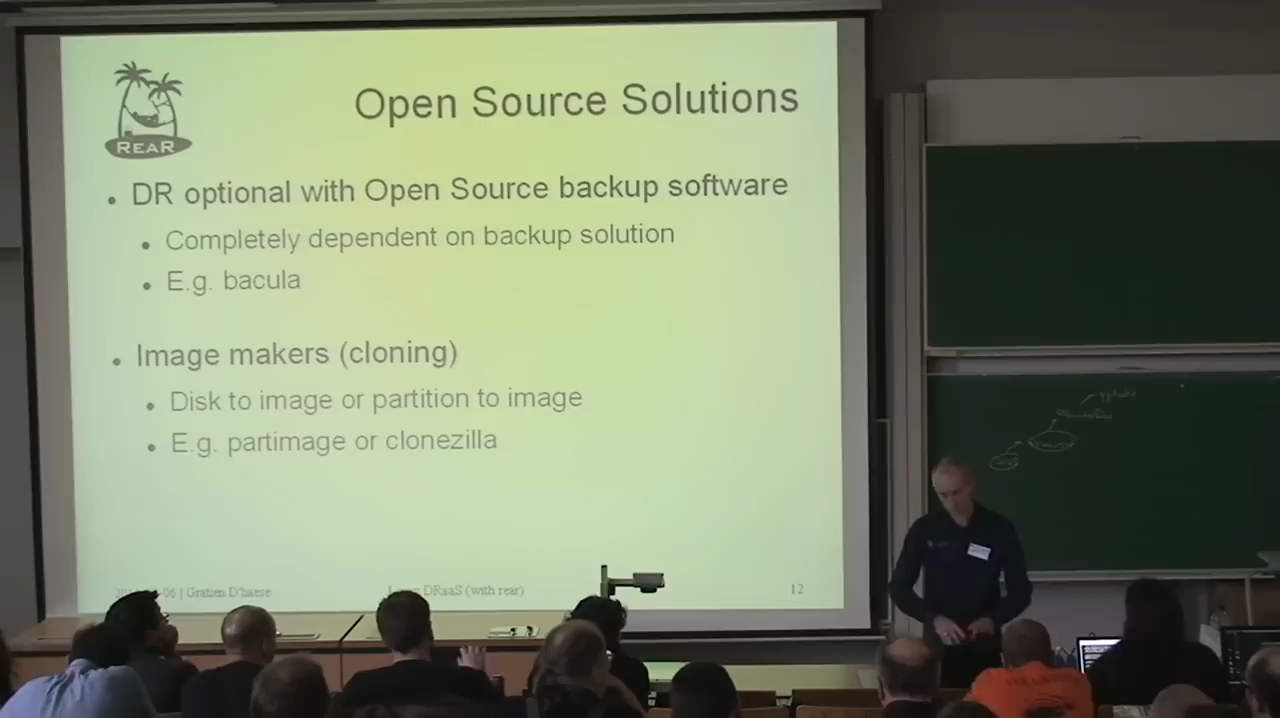 REAR
Open Source Solutions
DR optional with Open Source backup software
Completely dependent on backup solution
E.g. bacula
Image makers (cloning)
Disk to image or partition to image
E.g. partimage or clonezilla
06 | Gratien D'haese
DRaaS (with rear)
12